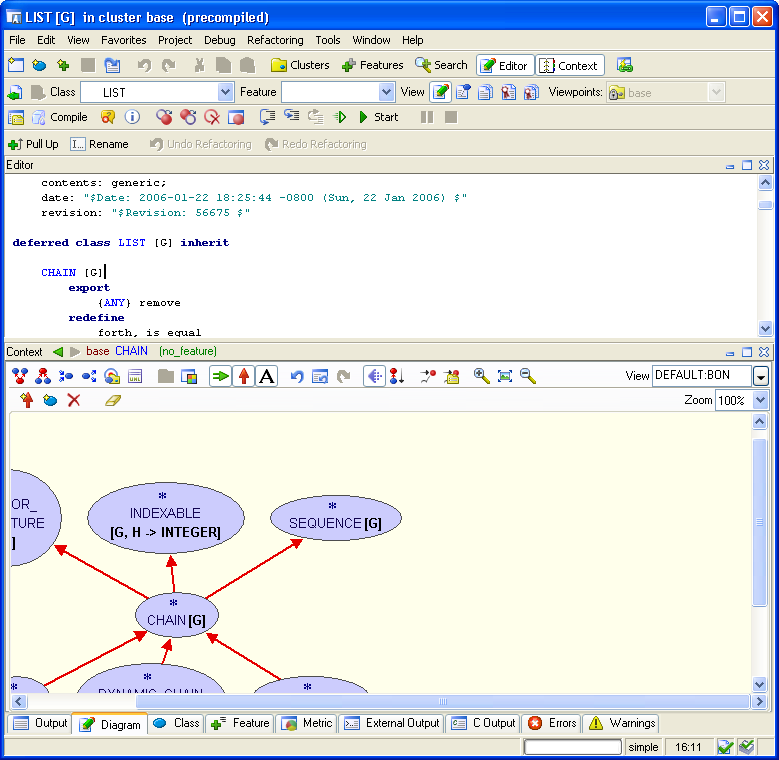 LIST [G] in cluster base (precompiled)
File Edit View Favorites Project Debug Refactoring Tools Window Help
Clusters Features Search Editor Context
Class LIST Feature View Viewpoints: base
Compile Start
Pull Up I... Rename Undo Refactoring Redo Refactoring
Editor
contents: generic;
date: "$Date: 2006-01-22 18:25:44 -0800 (Sun, 22 Jan 2006) $"
revision: "$Revision: 56675 $"
deferred class LIST [G] inherit
CHAIN [G]
export
{ANY} remove
redefine
forth, is_equal
Context base CHAIN (no_feature)
A View DEFAULT:BON
Zoom 100%
OR_
TURE
]
*
INDEXABLE
[G, H -> INTEGER]
*
SEQUENCE [G]
*
CHAIN [G]
*
*
DYNAMIC_CHAIN
*
Output Diagram Class Feature Metric External Output C Output Errors Warnings
simple 16:11